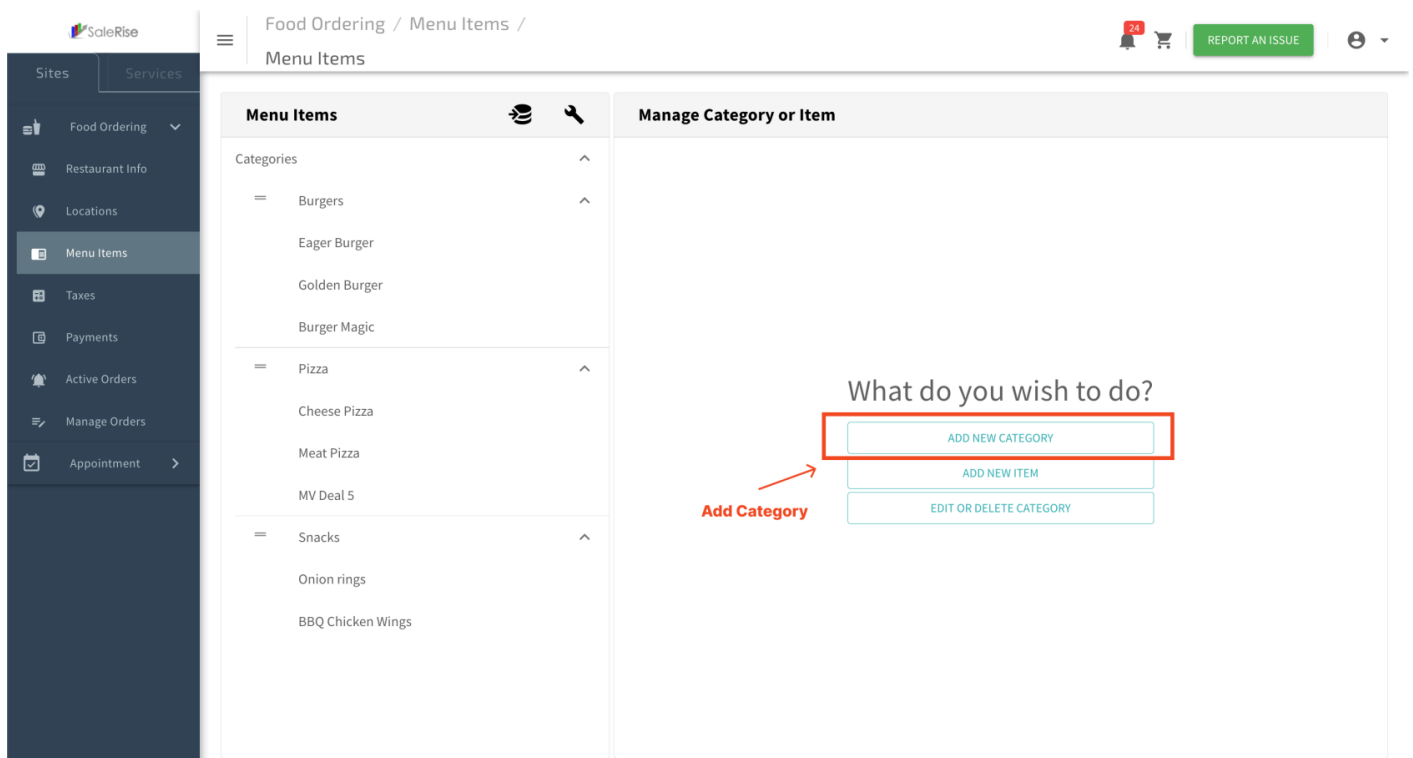 SaleRise
Food Ordering / Menu Items /
Menu Items
24
REPORT AN ISSUE
Sites
Services
Food Ordering
Restaurant Info
Locations
Menu Items
Taxes
Payments
Active Orders
Manage Orders
Appointment
Menu Items
Categories
Burgers
Eager Burger
Golden Burger
Burger Magic
Pizza
Cheese Pizza
Meat Pizza
MV Deal 5
Snacks
Onion rings
BBQ Chicken Wings
Manage Category or Item
What do you wish to do?
ADD NEW CATEGORY
ADD NEW ITEM
EDIT OR DELETE CATEGORY
Add Category